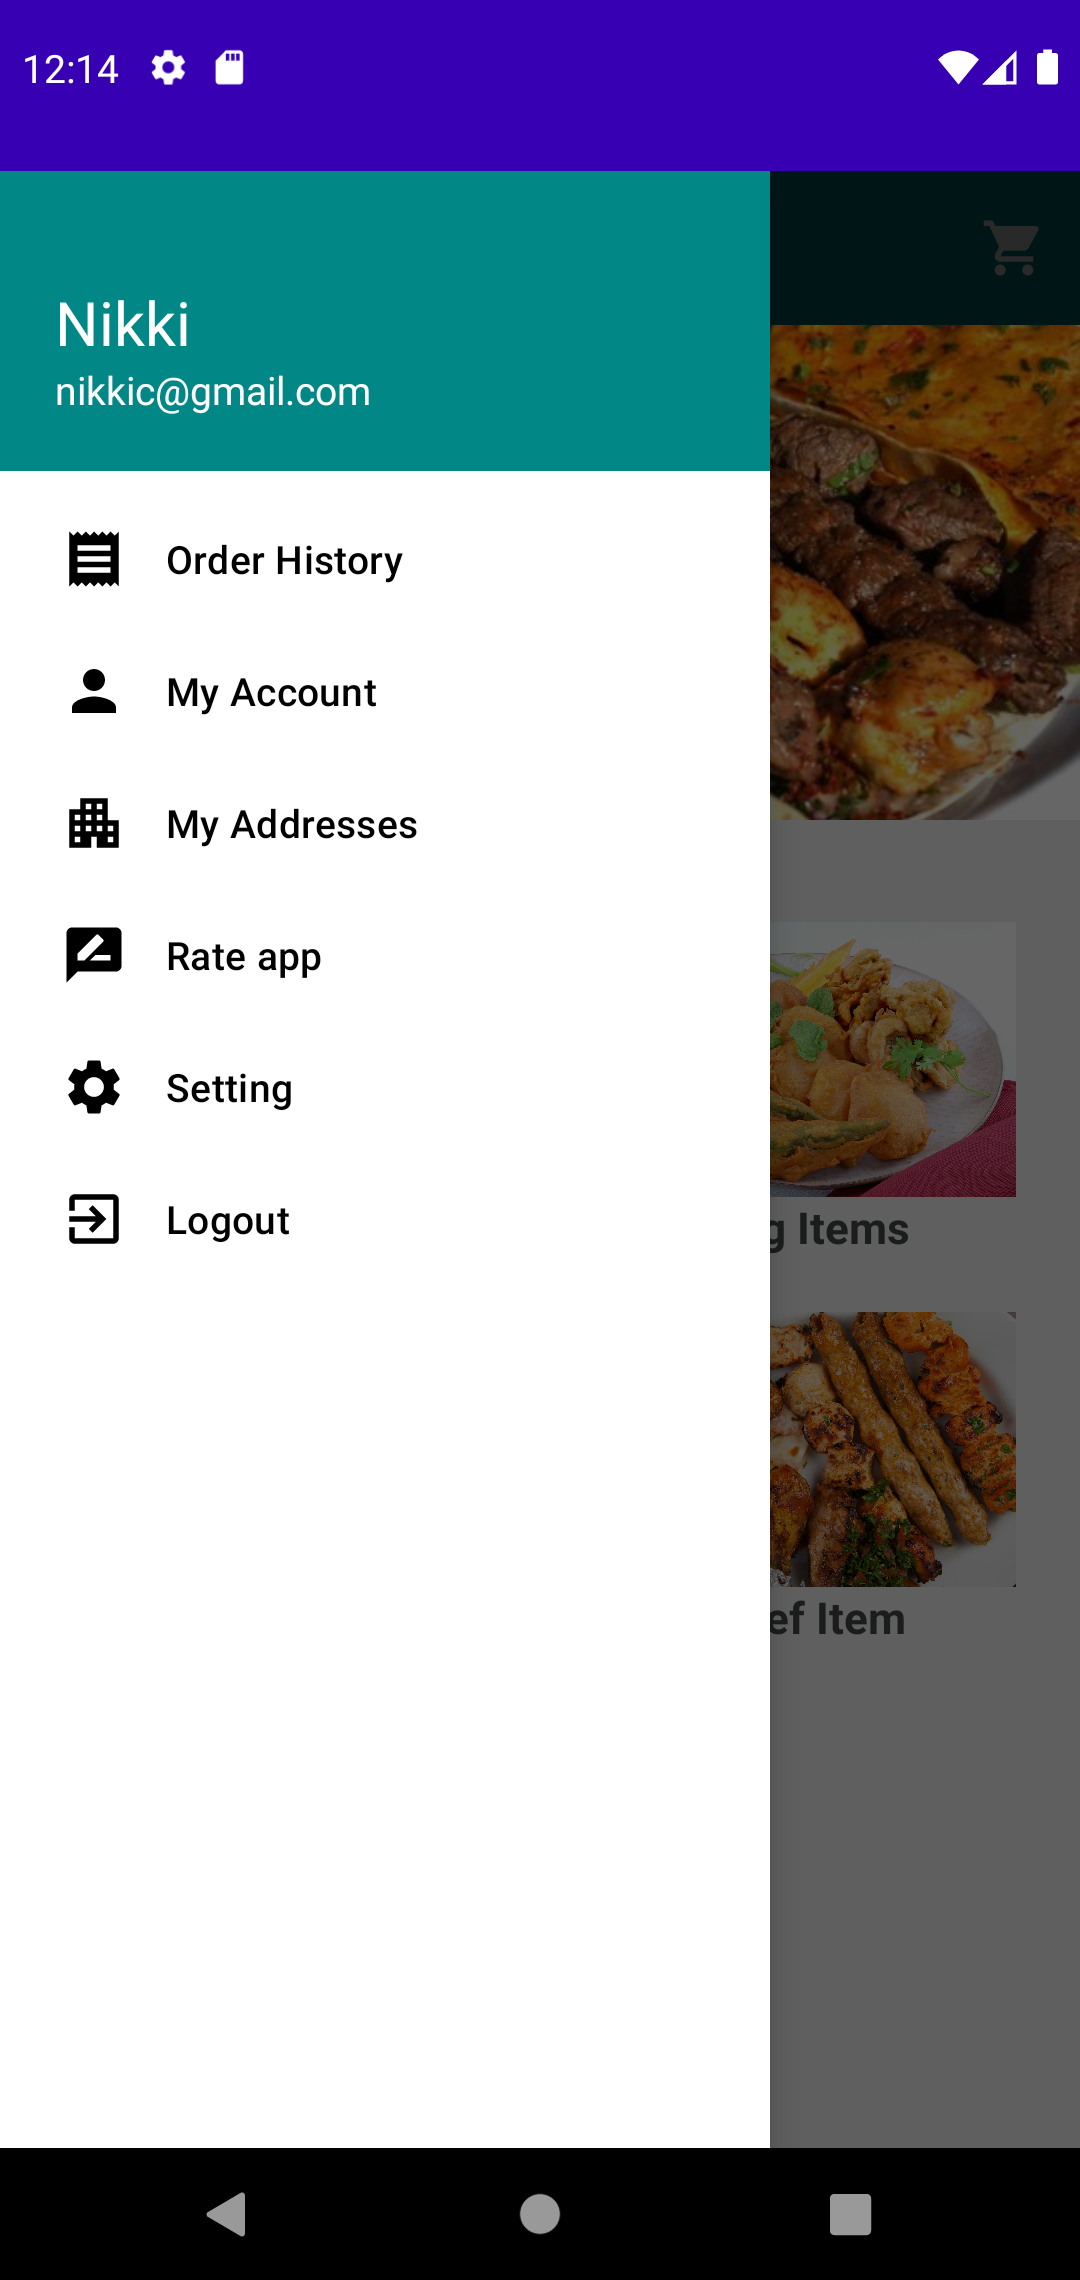 12:14
Nikki
nikkic@gmail.com
Order History
My Account
My Addresses
Rate app
Setting
Logout
g Items
ef Item